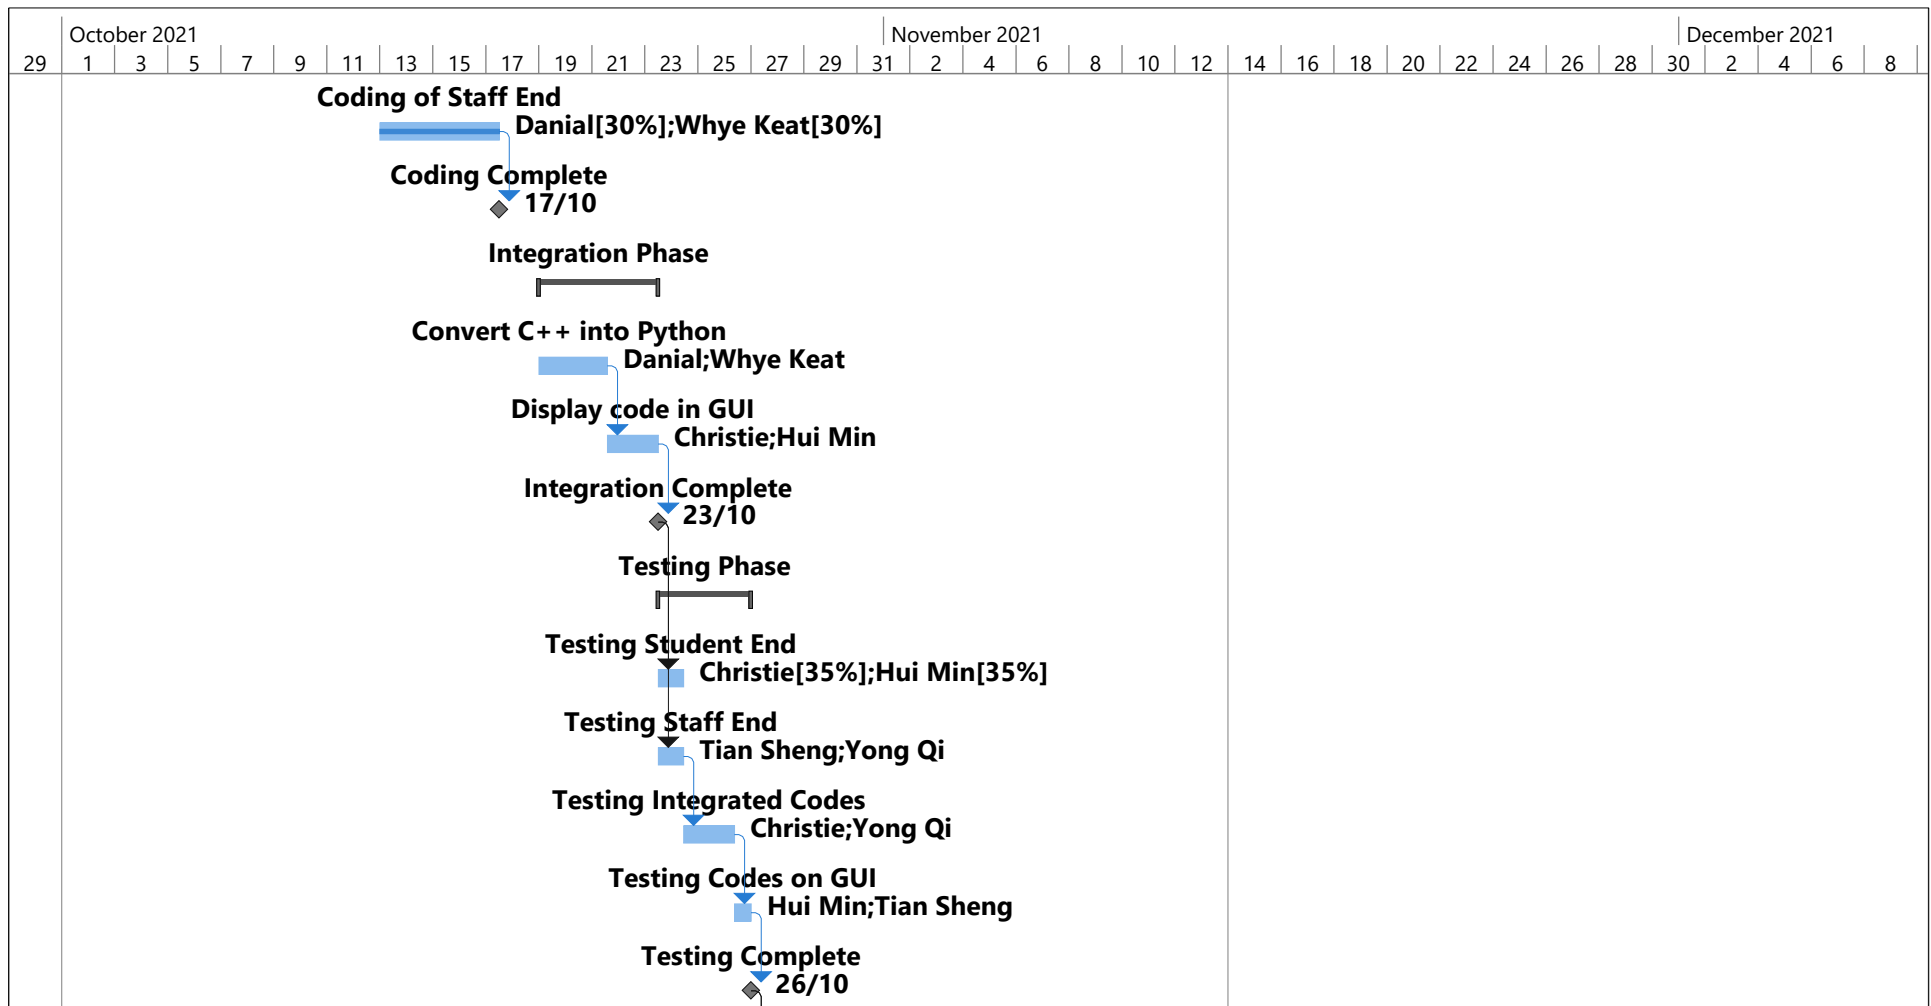 October 2021 November 2021 December 2021
29 1 3 5 7 9 11 13 15 17 19 21 23 25 27 29 31 2 4 6 8 10 12 14 16 18 20 22 24 26 28 30 2 4 6 8
Coding of Staff End
Danial[30%];Whye Keat[30%]
Coding Complete
17/10
Integration Phase
Convert C++ into Python
Danial;Whye Keat
Display code in GUI
Christie;Hui Min
Integration Complete
23/10
Testing Phase
Testing Student End
Christie[35%];Hui Min[35%]
Testing Staff End
Tian Sheng;Yong Qi
Testing Integrated Codes
Christie;Yong Qi
Testing Codes on GUI
Hui Min;Tian Sheng
Testing Complete
26/10